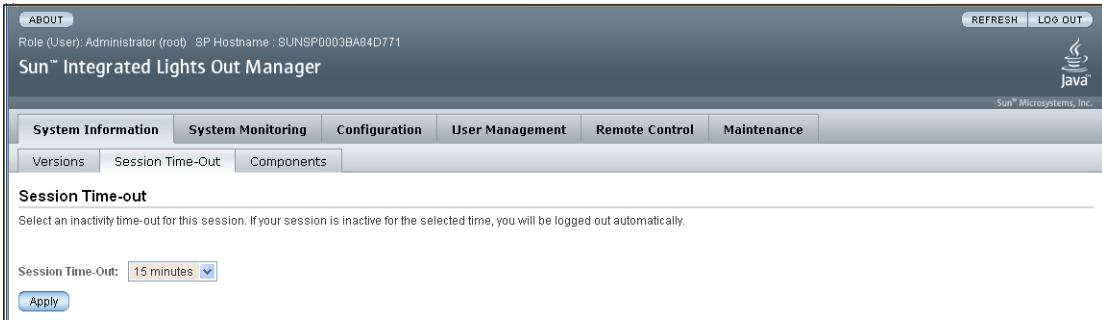 ABOUT
REFRESH LOG OUT
Role (User): Administrator (root) SP Hostname : SUNSP0003BA84D771
Sun™ Integrated Lights Out Manager
Java™
Sun™ Microsystems, Inc.
System Information System Monitoring Configuration User Management Remote Control Maintenance
Versions Session Time-Out Components
Session Time-out
Select an inactivity time-out for this session. If your session is inactive for the selected time, you will be logged out automatically.
Session Time-Out: 15 minutes
Apply